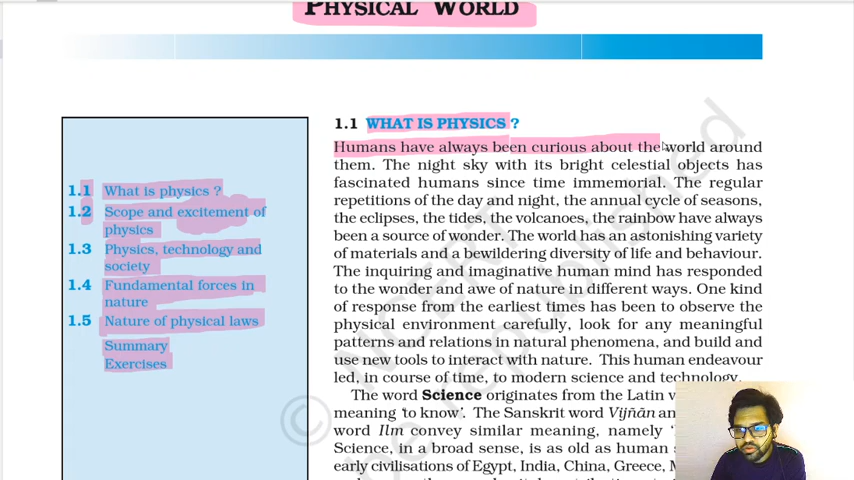 PHYSICAL WORLD
1.1 WHAT IS PHYSICS ?
Humans have always been curious about the world around
them. The night sky with its bright celestial objects has
fascinated humans since time immemorial. The regular
repetitions of the day and night, the annual cycle of seasons,
the eclipses, the tides, the volcanoes, the rainbow have always
been a source of wonder. The world has an astonishing variety
of materials and a bewildering diversity of life and behaviour.
The inquiring and imaginative human mind has responded
to the wonder and awe of nature in different ways. One kind
of response from the earliest times has been to observe the
physical environment carefully, look for any meaningful
patterns and relations in natural phenomena, and build and
use new tools to interact with nature. This human endeavour
led, in course of time, to modern science and technology.
The word Science originates from the Latin
meaning ‘to know’. The Sanskrit word Vijñān an
word Ilm convey similar meaning, namely ‘
Science, in a broad sense, is as old as human
early civilisations of Egypt, India, China, Greece,
1.1 What is physics ?
1.2 Scope and excitement of
physics
1.3 Physics, technology and
society
1.4 Fundamental forces in
nature
1.5 Nature of physical laws
Summary
Exercises
© NCERT
be republished